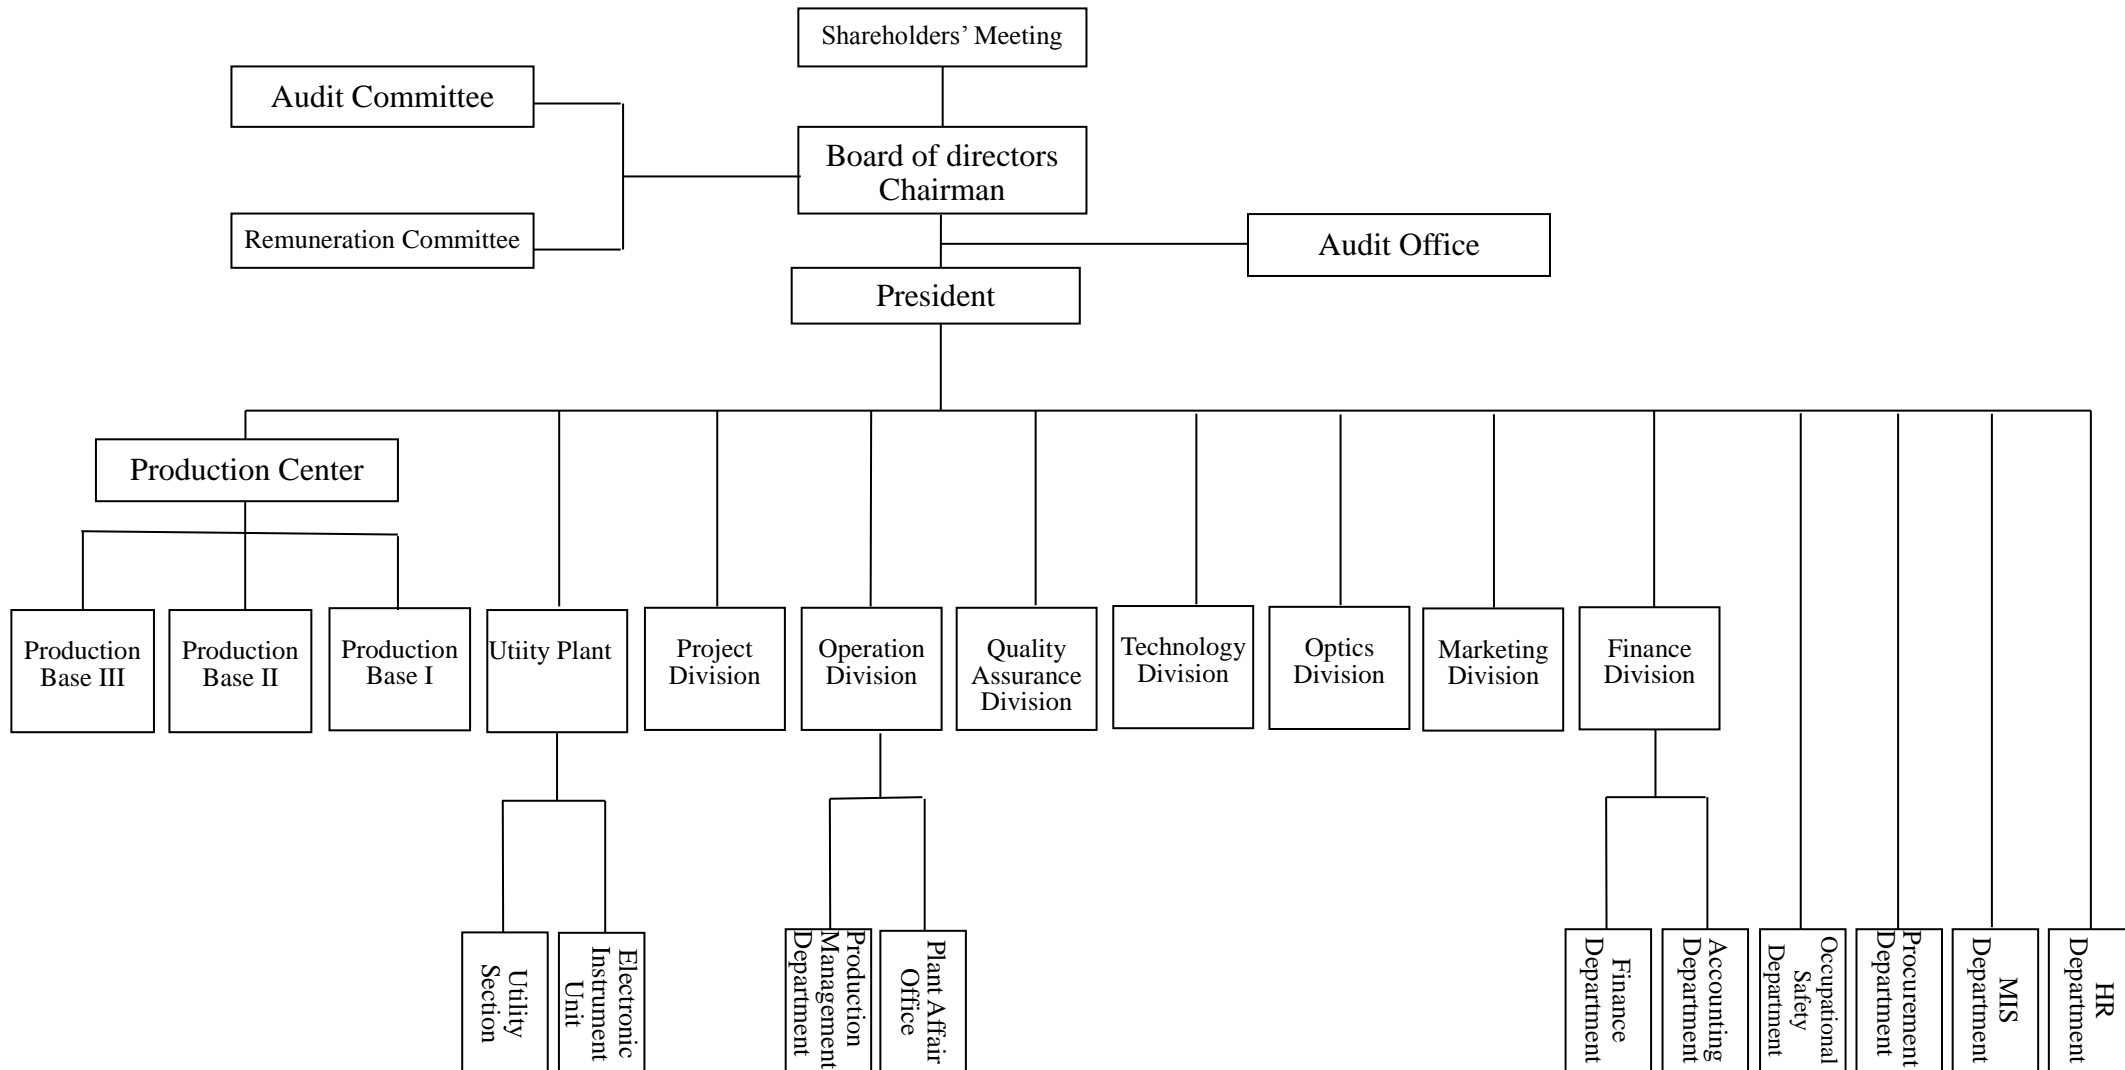 Shareholders' Meeting
Audit Committee
Board of directors
Chairman
Remuneration Committee
Audit Office
President
Production Center
Production
Base III
Production
Base II
Production
Base I
Utiity Plant
Project
Division
Operation
Division
Quality
Assurance
Division
Technology
Division
Optics
Division
Marketing
Division
Finance
Division
Utility
Section
Electronic
Instrument
Unit
Production
Management
Department
Plant Affair
Office
Finance
Department
Accounting
Department
Occupational
Safety
Department
Procurement
Department
MIS
Department
HR
Department